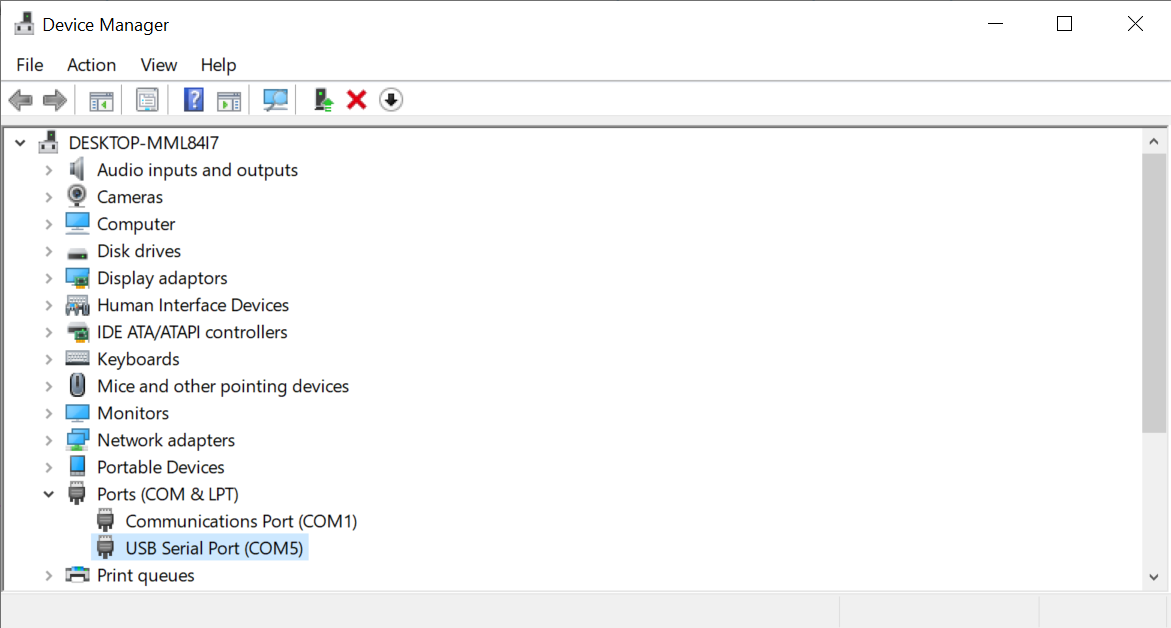 Device Manager
File Action View Help
DESKTOP-MML84I7
Audio inputs and outputs
Cameras
Computer
Disk drives
Display adaptors
Human Interface Devices
IDE ATA/ATAPI controllers
Keyboards
Mice and other pointing devices
Monitors
Network adapters
Portable Devices
Ports (COM & LPT)
Communications Port (COM1)
USB Serial Port (COM5)
Print queues